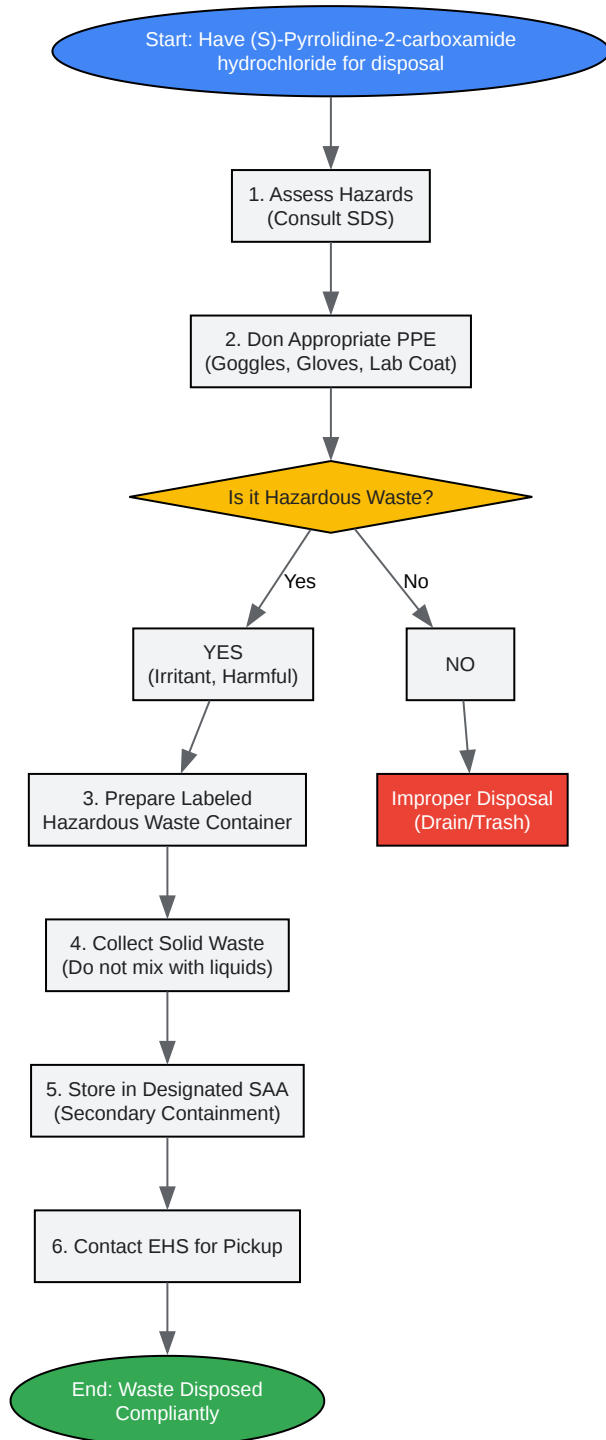 Start: Have (S)-Pyrrolidine-2-carboxamide
hydrochloride for disposal
1. Assess Hazards
(Consult SDS)
2. Don Appropriate PPE
(Goggles, Gloves, Lab Coat)
Is it Hazardous Waste?
Yes
No
YES
(Irritant, Harmful)
NO
3. Prepare Labeled
Hazardous Waste Container
Improper Disposal
(Drain/Trash)
4. Collect Solid Waste
(Do not mix with liquids)
5. Store in Designated SAA
(Secondary Containment)
6. Contact EHS for Pickup
End: Waste Disposed
Compliantly